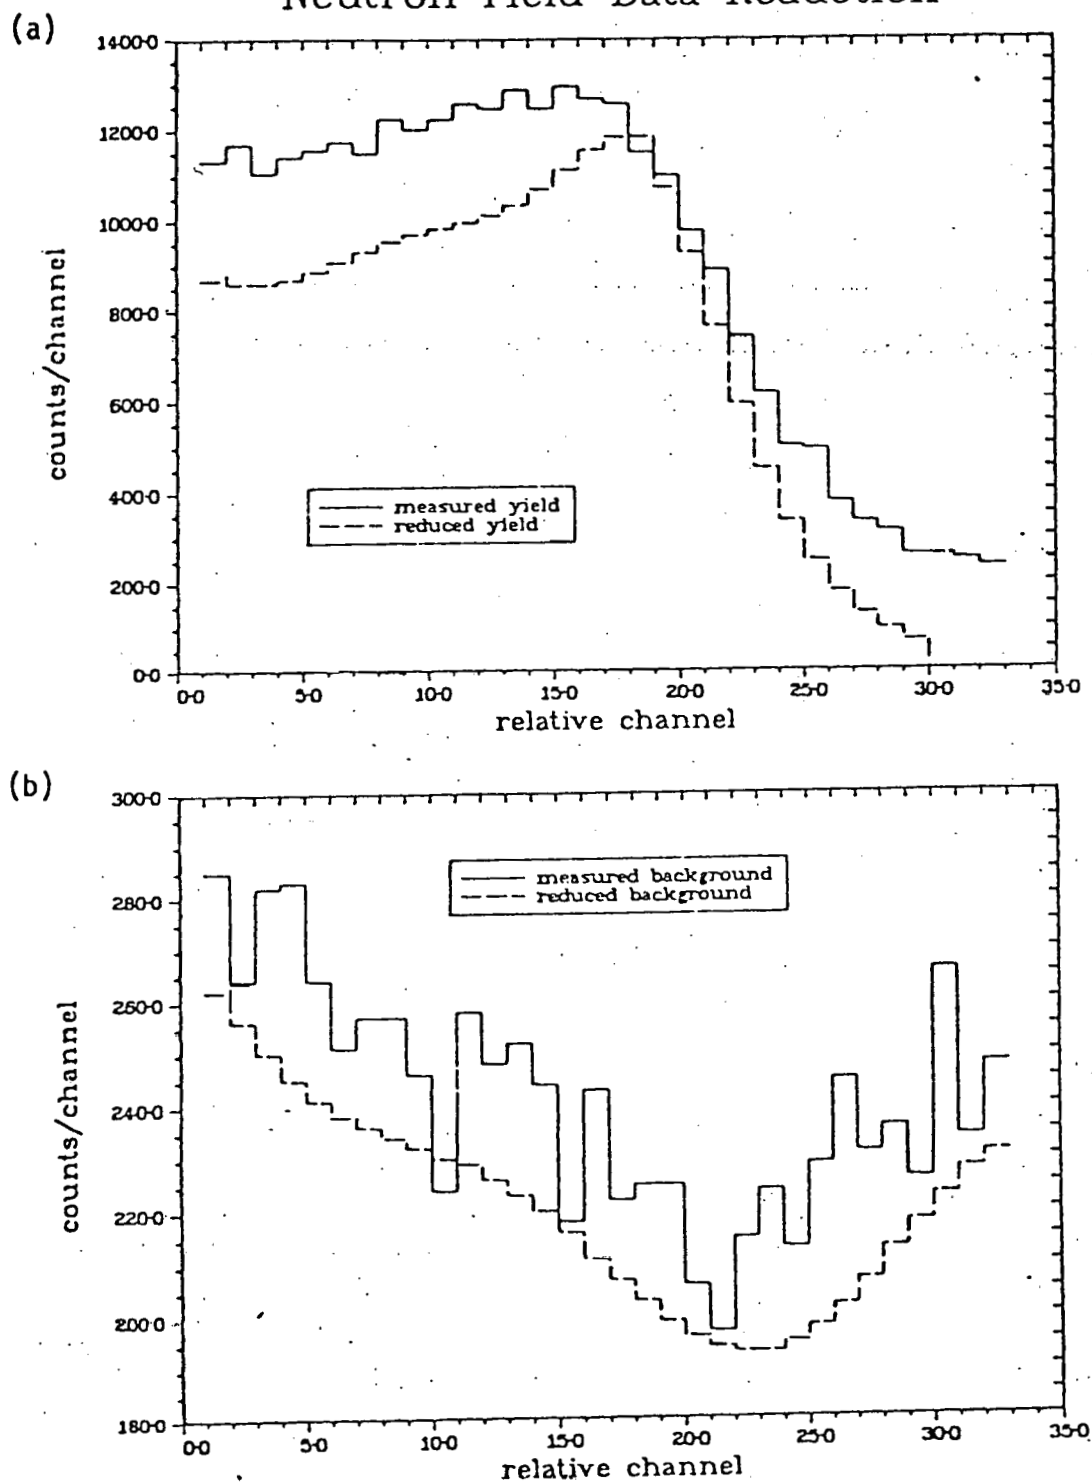 Neutron Yield Data Reduction
(a)
1400·0
1200·0
1000·0
800·0
600·0
400·0
200·0
0·0
counts/channel
measured yield
reduced yield
0·0 5·0 10·0 15·0 20·0 25·0 30·0 35·0
relative channel
(b)
300·0
280·0
260·0
240·0
220·0
200·0
180·0
counts/channel
measured background
reduced background
0·0 5·0 10·0 15·0 20·0 25·0 30·0 35·0
relative channel